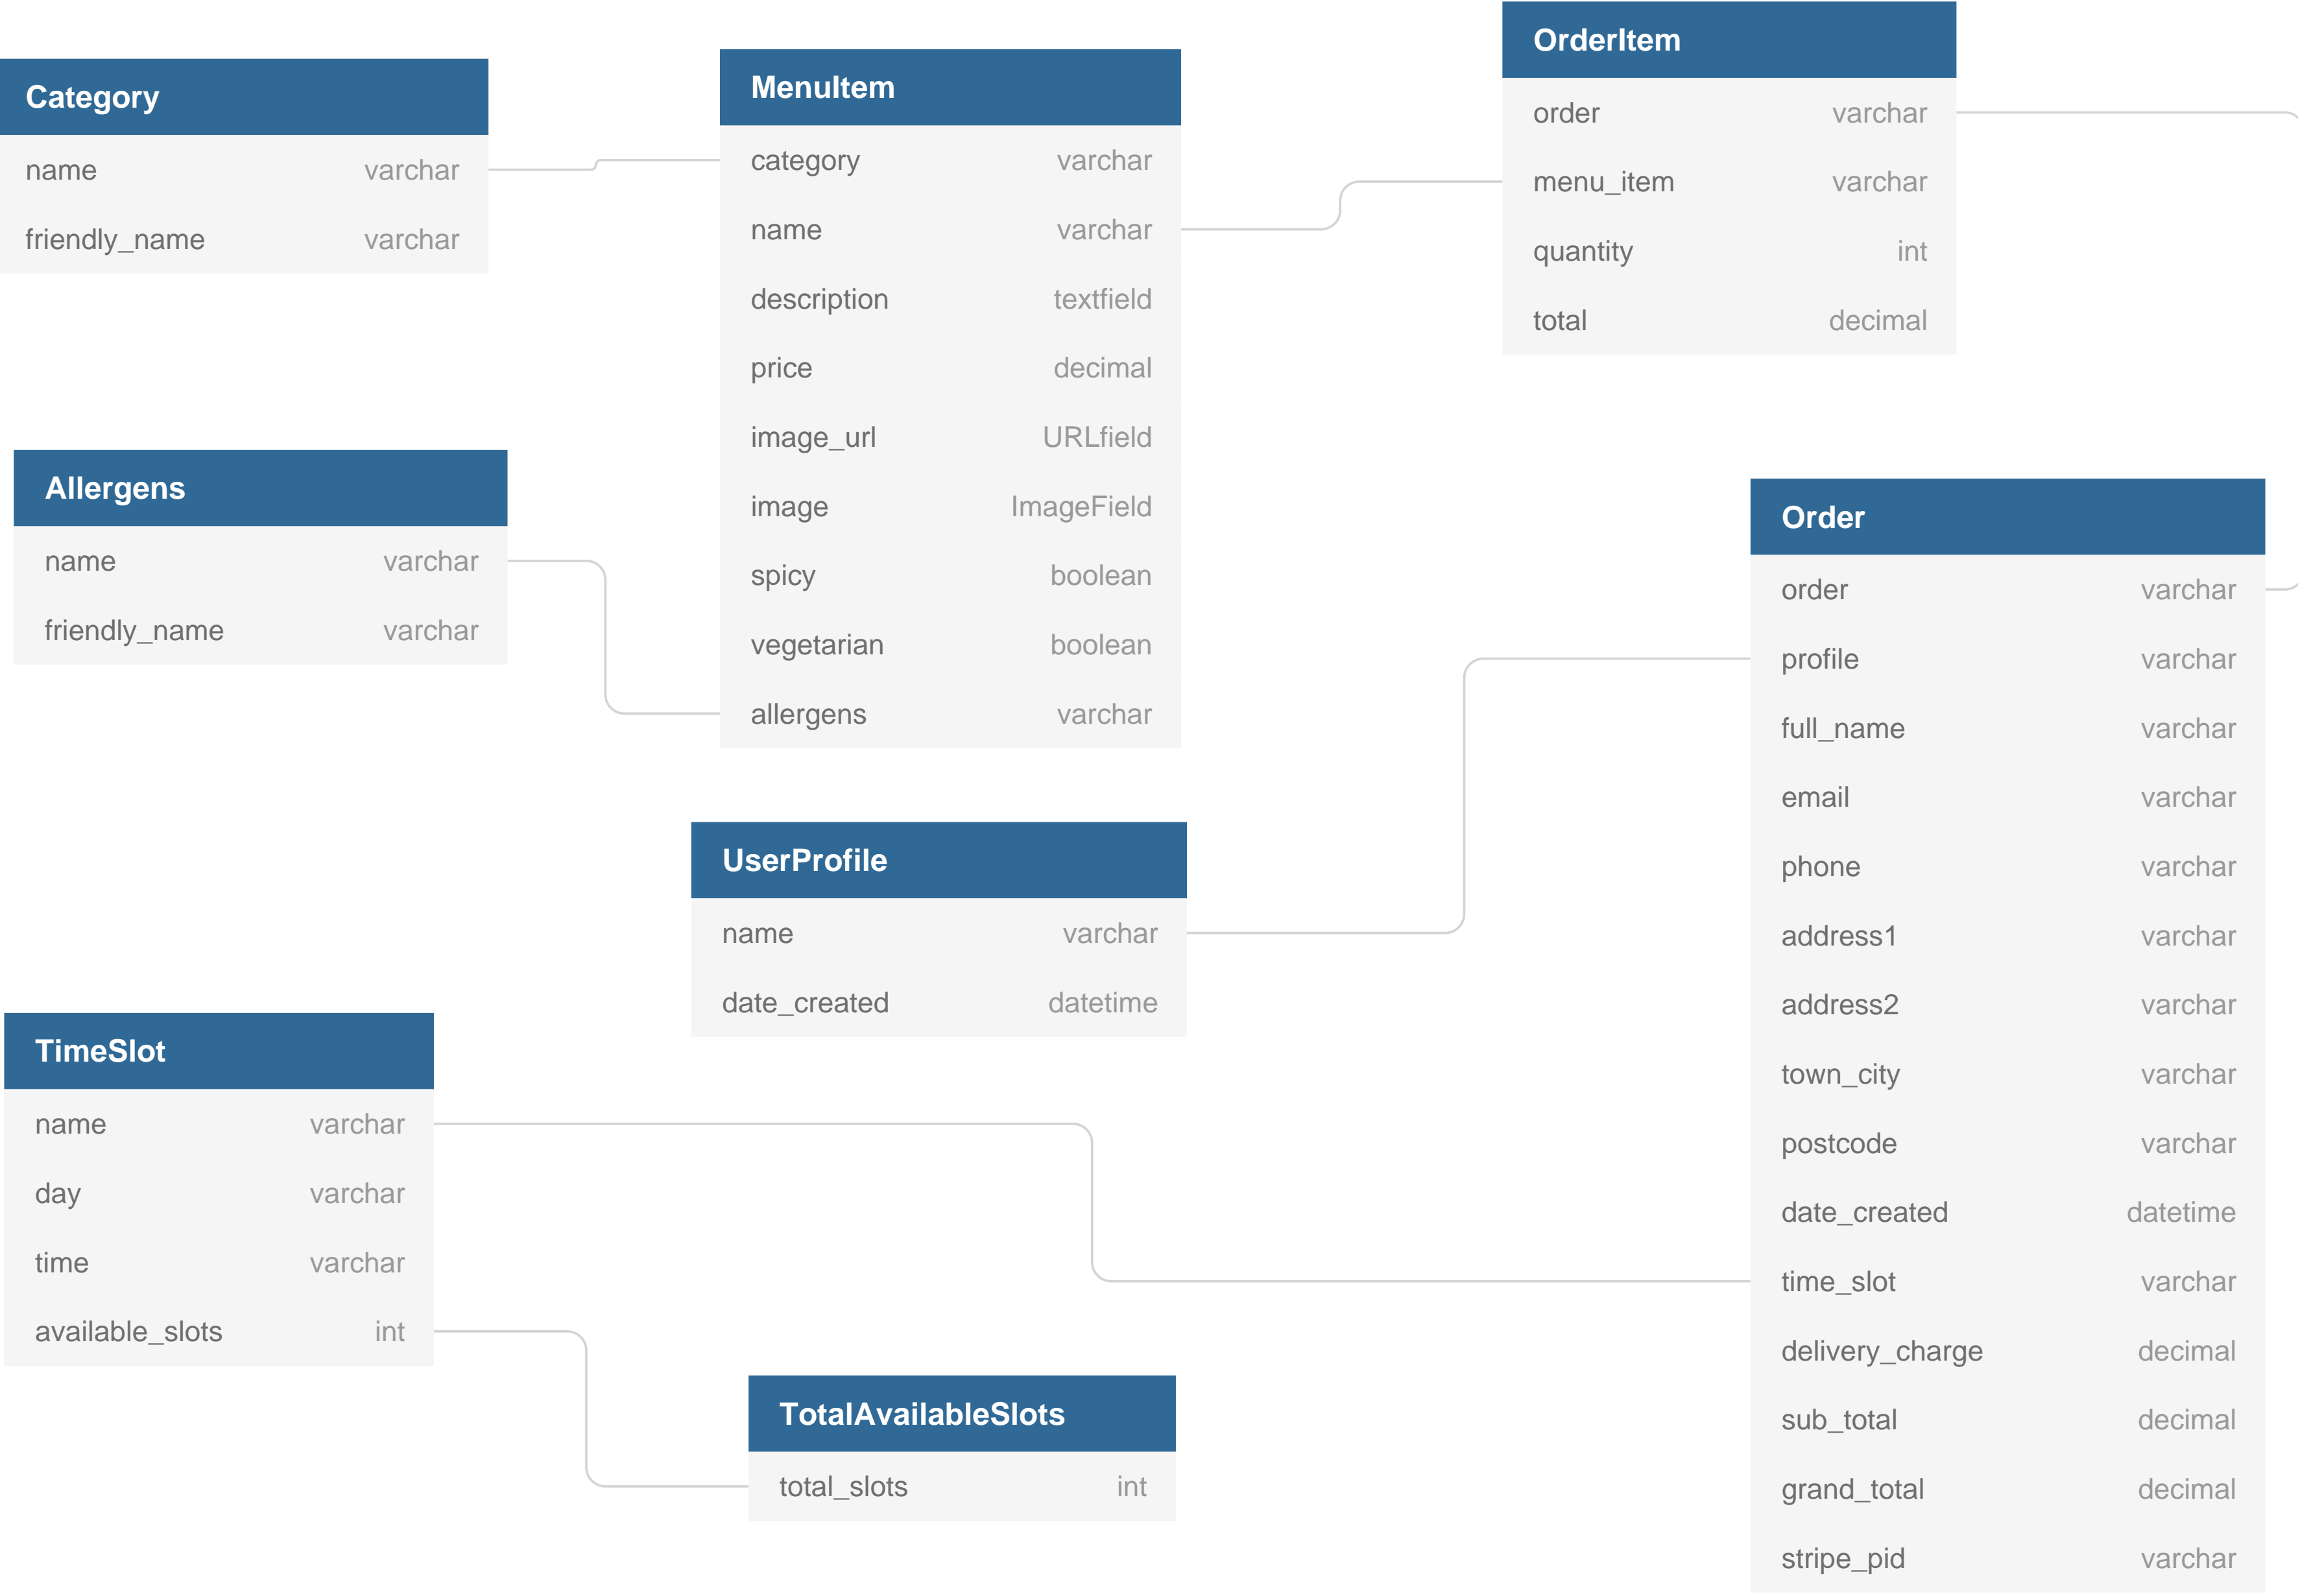 Category
name varchar
friendly_name varchar
MenuItem
category varchar
name varchar
description textfield
price decimal
image_url URLfield
image ImageField
spicy boolean
vegetarian boolean
allergens varchar
OrderItem
order varchar
menu_item varchar
quantity int
total decimal
Allergens
name varchar
friendly_name varchar
Order
order varchar
profile varchar
full_name varchar
email varchar
phone varchar
address1 varchar
address2 varchar
town_city varchar
postcode varchar
date_created datetime
time_slot varchar
delivery_charge decimal
sub_total decimal
grand_total decimal
stripe_pid varchar
UserProfile
name varchar
date_created datetime
TimeSlot
name varchar
day varchar
time varchar
available_slots int
TotalAvailableSlots
total_slots int